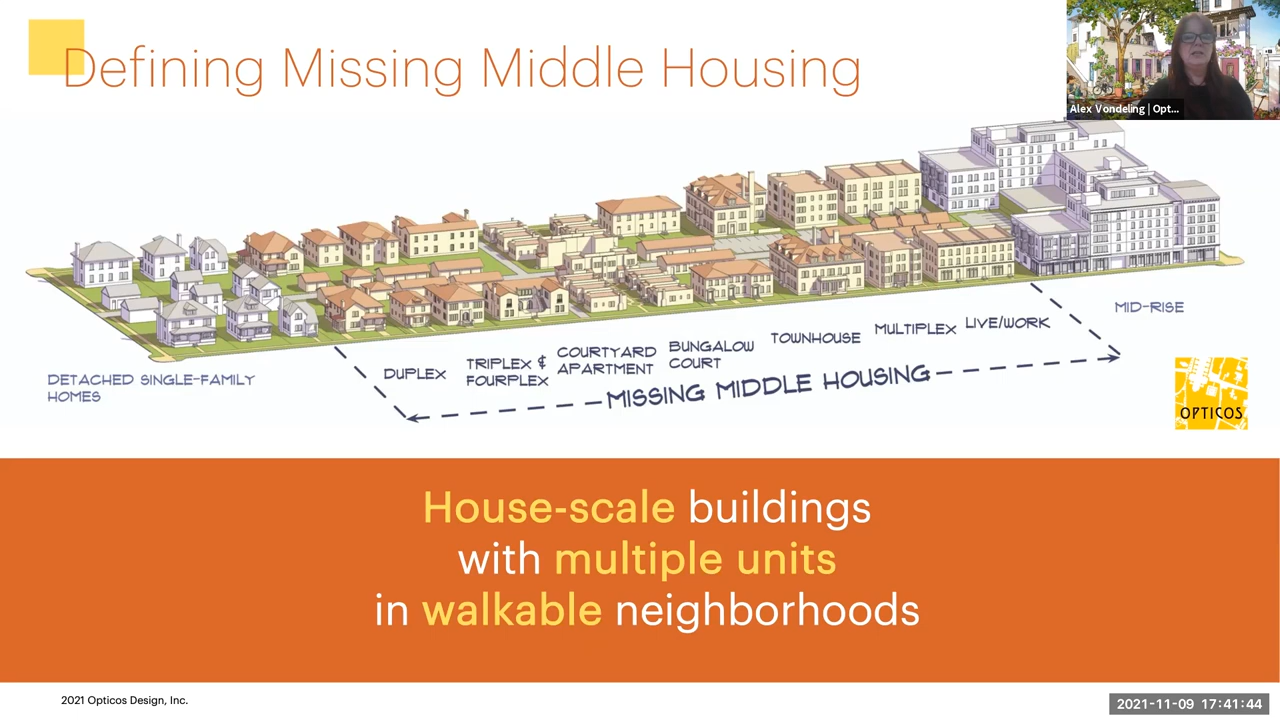 Defining Missing Middle Housing
Alex Vondeling | Opt...
DETACHED SINGLE-FAMILY
HOMES
DUPLEX
TRIPLEX &
FOURPLEX
COURTYARD
APARTMENT
BUNGALOW
COURT
TOWNHOUSE
MULTIPLEX
LIVE/WORK
MID-RISE
MISSING MIDDLE HOUSING
OPTICOS
House-scale buildings
with multiple units
in walkable neighborhoods
2021 Opticos Design, Inc.
2021-11-09 17:41:44